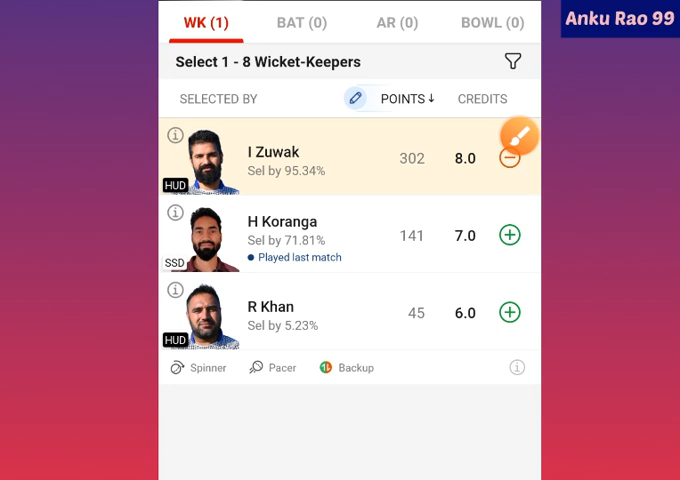 Anku Rao 99
WK (1) BAT (0) AR (0) BOWL (0)
Select 1 - 8 Wicket-Keepers
SELECTED BY POINTS↓ CREDITS
I Zuwak
Sel by 95.34%
302 8.0
HUD
H Koranga
Sel by 71.81%
Played last match
141 7.0
SSD
R Khan
Sel by 5.23%
45 6.0
HUD
Spinner Pacer Backup